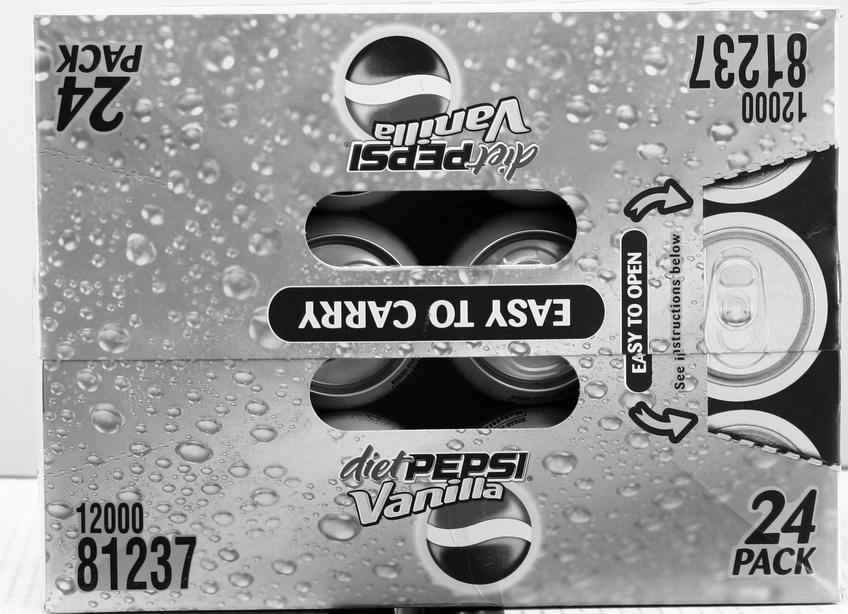 24
PACK
12000
81237
diet PEPSI
Vanilla
EASY TO CARRY
EASY TO OPEN
See instructions below
diet PEPSI®
Vanilla
12000
81237
24
PACK